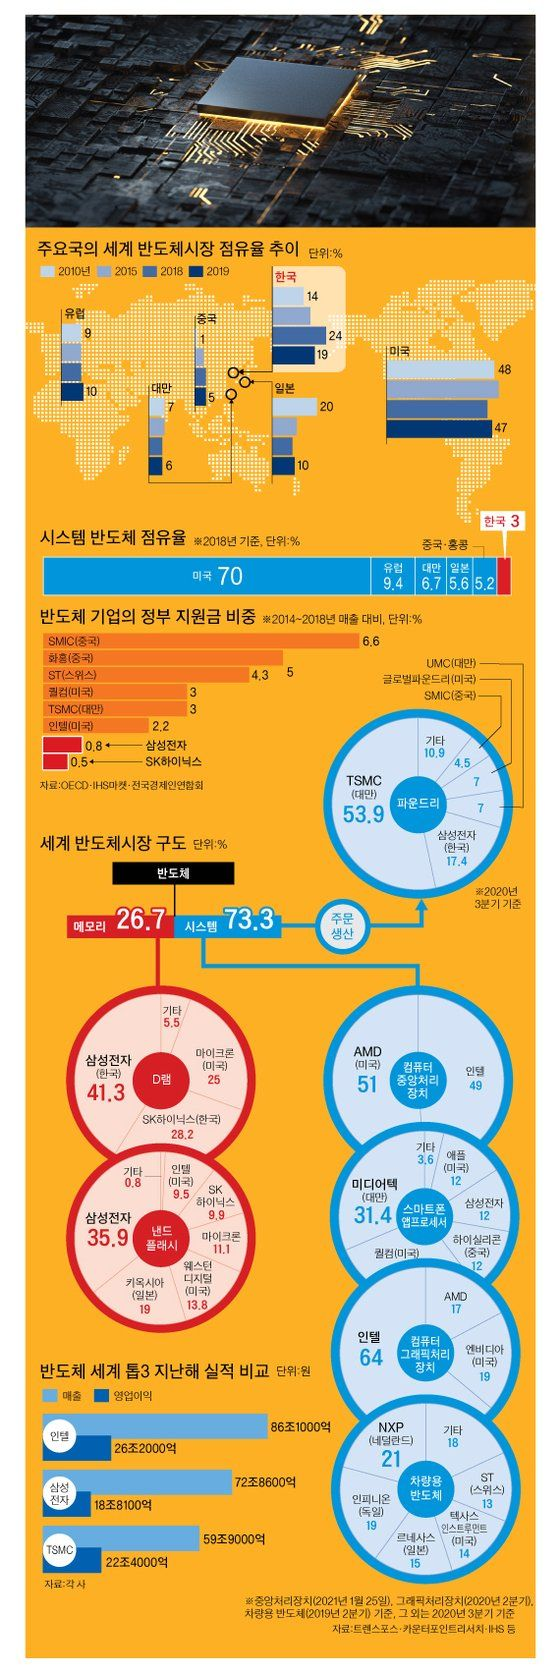 주요국의 세계 반도체시장 점유율 추이 단위:%
2010년 2015 2018 2019
한국
14
24
19
유럽
9
10
중국
1
5
대만
7
6
일본
20
10
미국
48
47
시스템 반도체 점유율 ※2018년 기준, 단위:%
한국 3
중국·홍콩
미국 70
유럽
9.4
대만
6.7
일본
5.6
5.2
반도체 기업의 정부 지원금 비중 ※2014~2018년 매출 대비, 단위:%
SMIC(중국) 6.6
화홍(중국) 5
ST(스위스) 4.3
퀄컴(미국) 3
TSMC(대만) 3
인텔(미국) 2.2
0.8 삼성전자
0.5 SK하이닉스
자료:OECD·IHS마켓·전국경제인연합회
UMC(대만)
글로벌파운드리(미국)
SMIC(중국)
기타
10.9
4.5
7
7
TSMC
(대만)
53.9
파운드리
삼성전자
(한국)
17.4
※2020년
3분기 기준
세계 반도체시장 구도 단위:%
반도체
메모리 26.7
시스템 73.3
주문
생산
기타
5.5
삼성전자
(한국)
41.3
D램
마이크론
(미국)
25
SK하이닉스(한국)
28.2
기타
0.8
인텔
(미국)
9.5
SK
하이닉스
9.9
삼성전자
35.9
낸드
플래시
마이크론
11.1
키옥시아
(일본)
19
웨스턴
디지털
(미국)
13.8
AMD
(미국)
51
컴퓨터
중앙처리
장치
인텔
49
기타
3.6
애플
(미국)
12
미디어텍
(대만)
31.4
스마트폰
앱프로세서
삼성전자
12
하이실리콘
(중국)
12
퀄컴(미국)
AMD
17
인텔
64
컴퓨터
그래픽처리
장치
엔비디아
(미국)
19
NXP
(네덜란드)
21
기타
18
차량용
반도체
ST
(스위스)
13
인피니온
(독일)
19
텍사스
인스트루먼트
(미국)
14
르네사스
(일본)
15
반도체 세계 톱3 지난해 실적 비교 단위:원
매출 영업이익
인텔
86조1000억
26조2000억
삼성
전자
72조8600억
18조8100억
TSMC
59조9000억
22조4000억
자료:각 사
※중앙처리장치(2021년 1월 25일), 그래픽처리장치(2020년 2분기),
차량용 반도체(2019년 2분기) 기준, 그 외는 2020년 3분기 기준
자료:트렌스포스·카운터포인트리서치·IHS 등